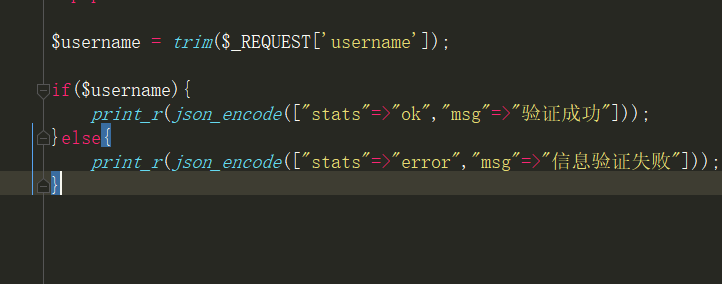 $username = trim($_REQUEST['username']);
if($username){
print_r(json_encode(["stats"=>"ok","msg"=>"验证成功"]));
}else{
print_r(json_encode(["stats"=>"error","msg"=>"信息验证失败"]));
}